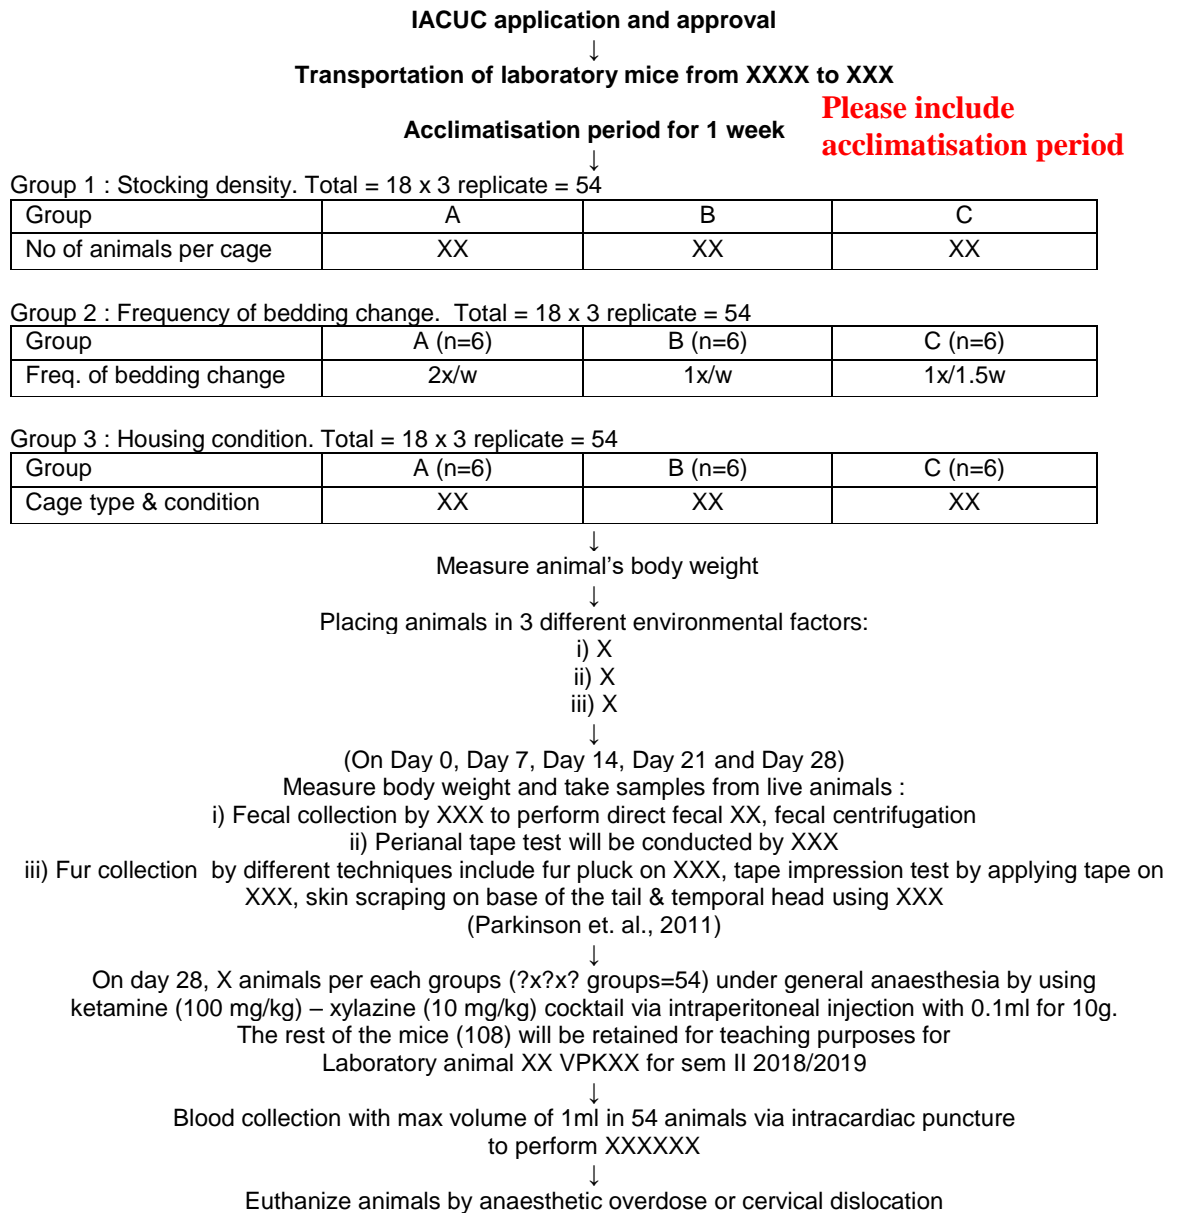 IACUC application and approval
↓
Transportation of laboratory mice from XXXX to XXX
Please include
acclimatisation period
Acclimatisation period for 1 week
↓
Group 1 : Stocking density. Total = 18 x 3 replicate = 54
Group A B C
No of animals per cage XX XX XX
Group 2 : Frequency of bedding change. Total = 18 x 3 replicate = 54
Group A (n=6) B (n=6) C (n=6)
Freq. of bedding change 2x/w 1x/w 1x/1.5w
Group 3 : Housing condition. Total = 18 x 3 replicate = 54
Group A (n=6) B (n=6) C (n=6)
Cage type & condition XX XX XX
↓
Measure animal's body weight
↓
Placing animals in 3 different environmental factors:
i) X
ii) X
iii) X
↓
(On Day 0, Day 7, Day 14, Day 21 and Day 28)
Measure body weight and take samples from live animals :
i) Fecal collection by XXX to perform direct fecal XX, fecal centrifugation
ii) Perianal tape test will be conducted by XXX
iii) Fur collection by different techniques include fur pluck on XXX, tape impression test by applying tape on
XXX, skin scraping on base of the tail & temporal head using XXX
(Parkinson et. al., 2011)
↓
On day 28, X animals per each groups (?x?x? groups=54) under general anaesthesia by using
ketamine (100 mg/kg) – xylazine (10 mg/kg) cocktail via intraperitoneal injection with 0.1ml for 10g.
The rest of the mice (108) will be retained for teaching purposes for
Laboratory animal XX VPKXX for sem II 2018/2019
↓
Blood collection with max volume of 1ml in 54 animals via intracardiac puncture
to perform XXXXXX
↓
Euthanize animals by anaesthetic overdose or cervical dislocation